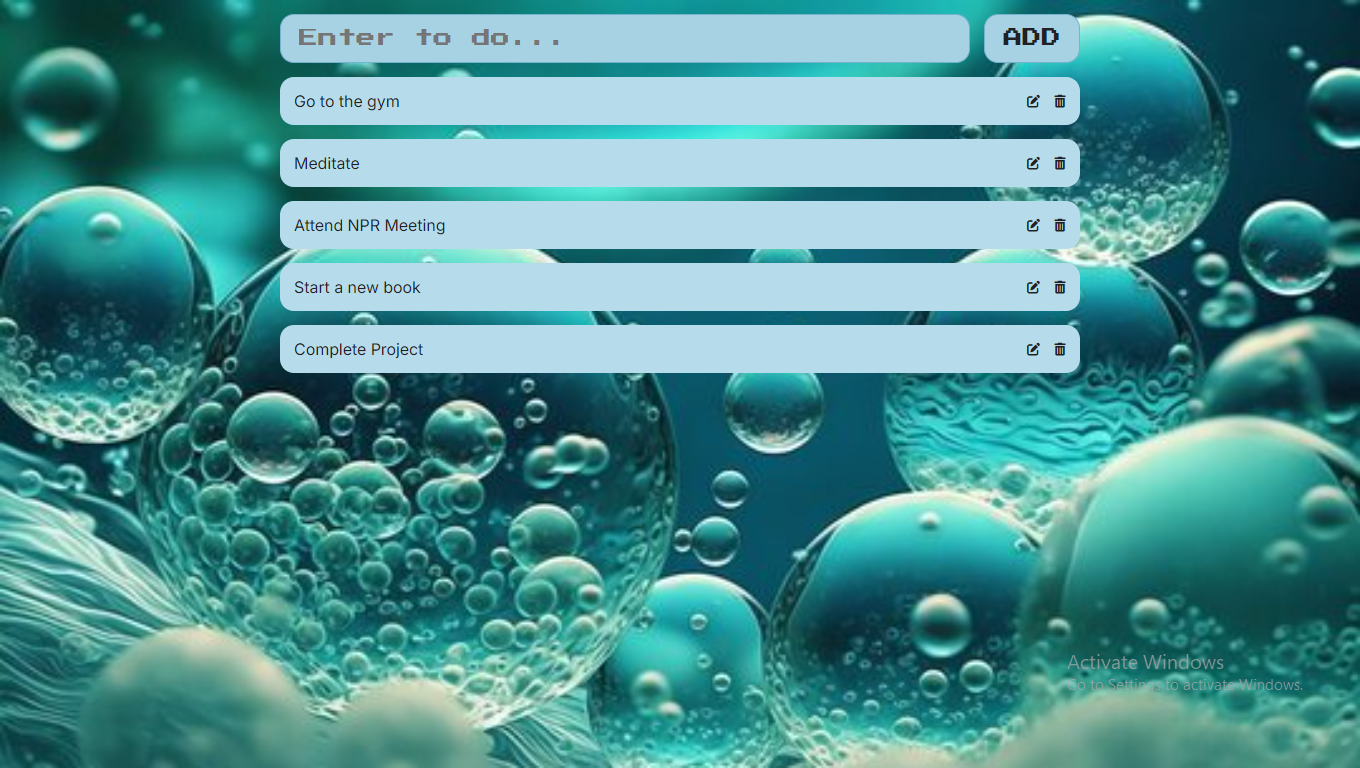 Enter to do...
ADD
Go to the gym
Meditate
Attend NPR Meeting
Start a new book
Complete Project
Activate Windows
Go to Settings to activate Windows.